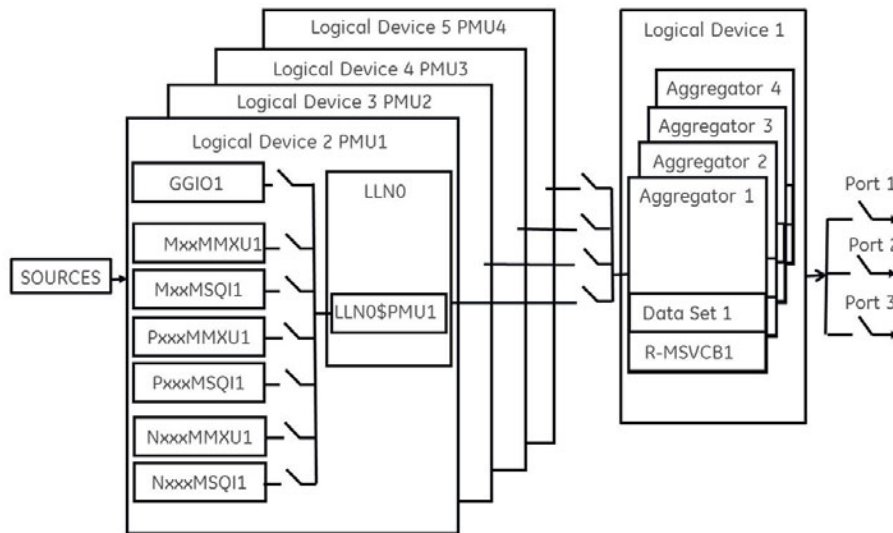 Logical Device 5 PMU4
Logical Device 4 PMU3
Logical Device 3 PMU2
Logical Device 2 PMU1
GGIO1
MxxMMXU1
MxxMSQI1
PxxxMMXU1
PxxxMSQI1
NxxxMMXU1
NxxxMSQI1
SOURCES
LLN0
LLN0$PMU1
Logical Device 1
Aggregator 4
Aggregator 3
Aggregator 2
Aggregator 1
Data Set 1
R-MSVCB1
Port 1
Port 2
Port 3